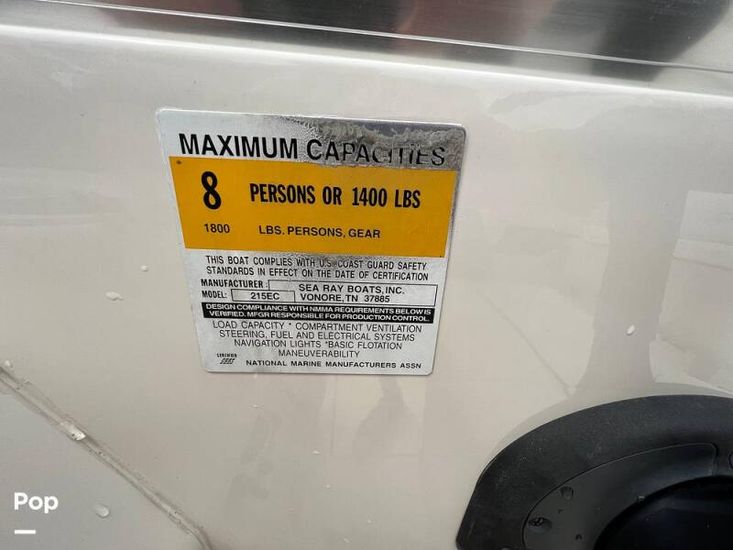 MAXIMUM CAPACITIES
8 PERSONS OR 1400 LBS
1800 LBS. PERSONS, GEAR
THIS BOAT COMPLIES WITH U.S. COAST GUARD SAFETY
STANDARDS IN EFFECT ON THE DATE OF CERTIFICATION
MANUFACTURER: SEA RAY BOATS, INC.
MODEL: 215EC VONORE, TN 37885
DESIGN COMPLIANCE WITH NMMA REQUIREMENTS BELOW IS
VERIFIED. MFGR RESPONSIBLE FOR PRODUCTION CONTROL.
LOAD CAPACITY * COMPARTMENT VENTILATION
STEERING, FUEL AND ELECTRICAL SYSTEMS
NAVIGATION LIGHTS *BASIC FLOTATION
MANEUVERABILITY
CERTIFIED
NATIONAL MARINE MANUFACTURERS ASSN
Pop